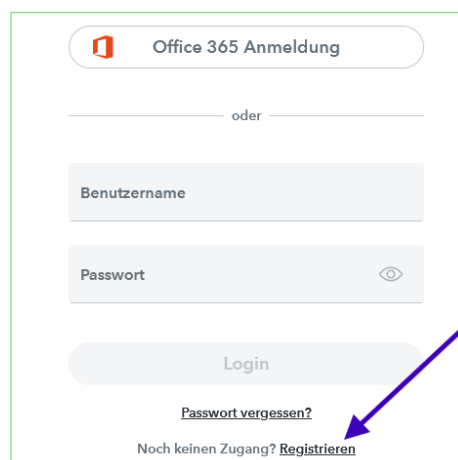 Office 365 Anmeldung
oder
Benutzername
Passwort
Login
Passwort vergessen?
Noch keinen Zugang? Registrieren